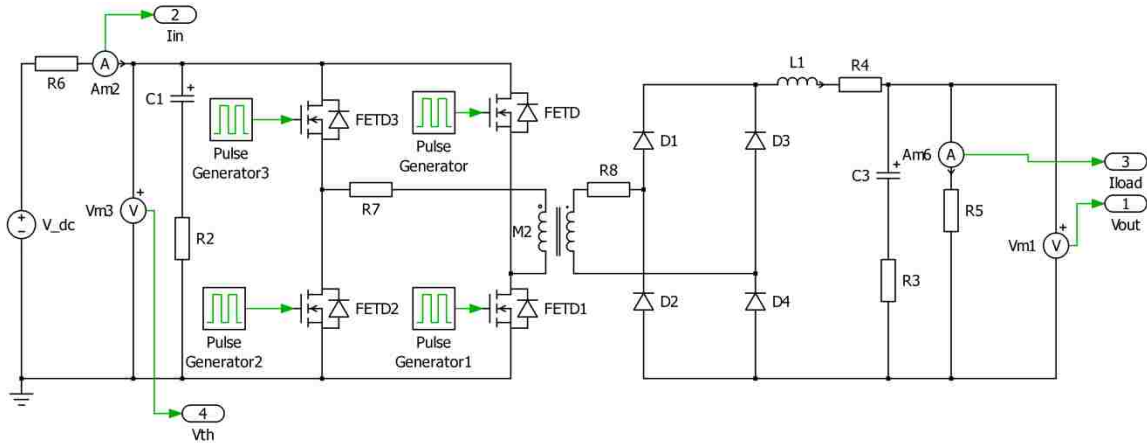 2
Iin
R6
A
Am2
L1
R4
C1
+
FETD3
FETD
D1
D3
Pulse
Generator3
Pulse
Generator
+
Am6
A
3
Iload
C3
+
R8
R7
1
Vout
+
Vm3
V
V_dc
R2
M2
R5
+
Vm1
V
R3
FETD2
FETD1
D2
D4
Pulse
Generator2
Pulse
Generator1
4
Vth